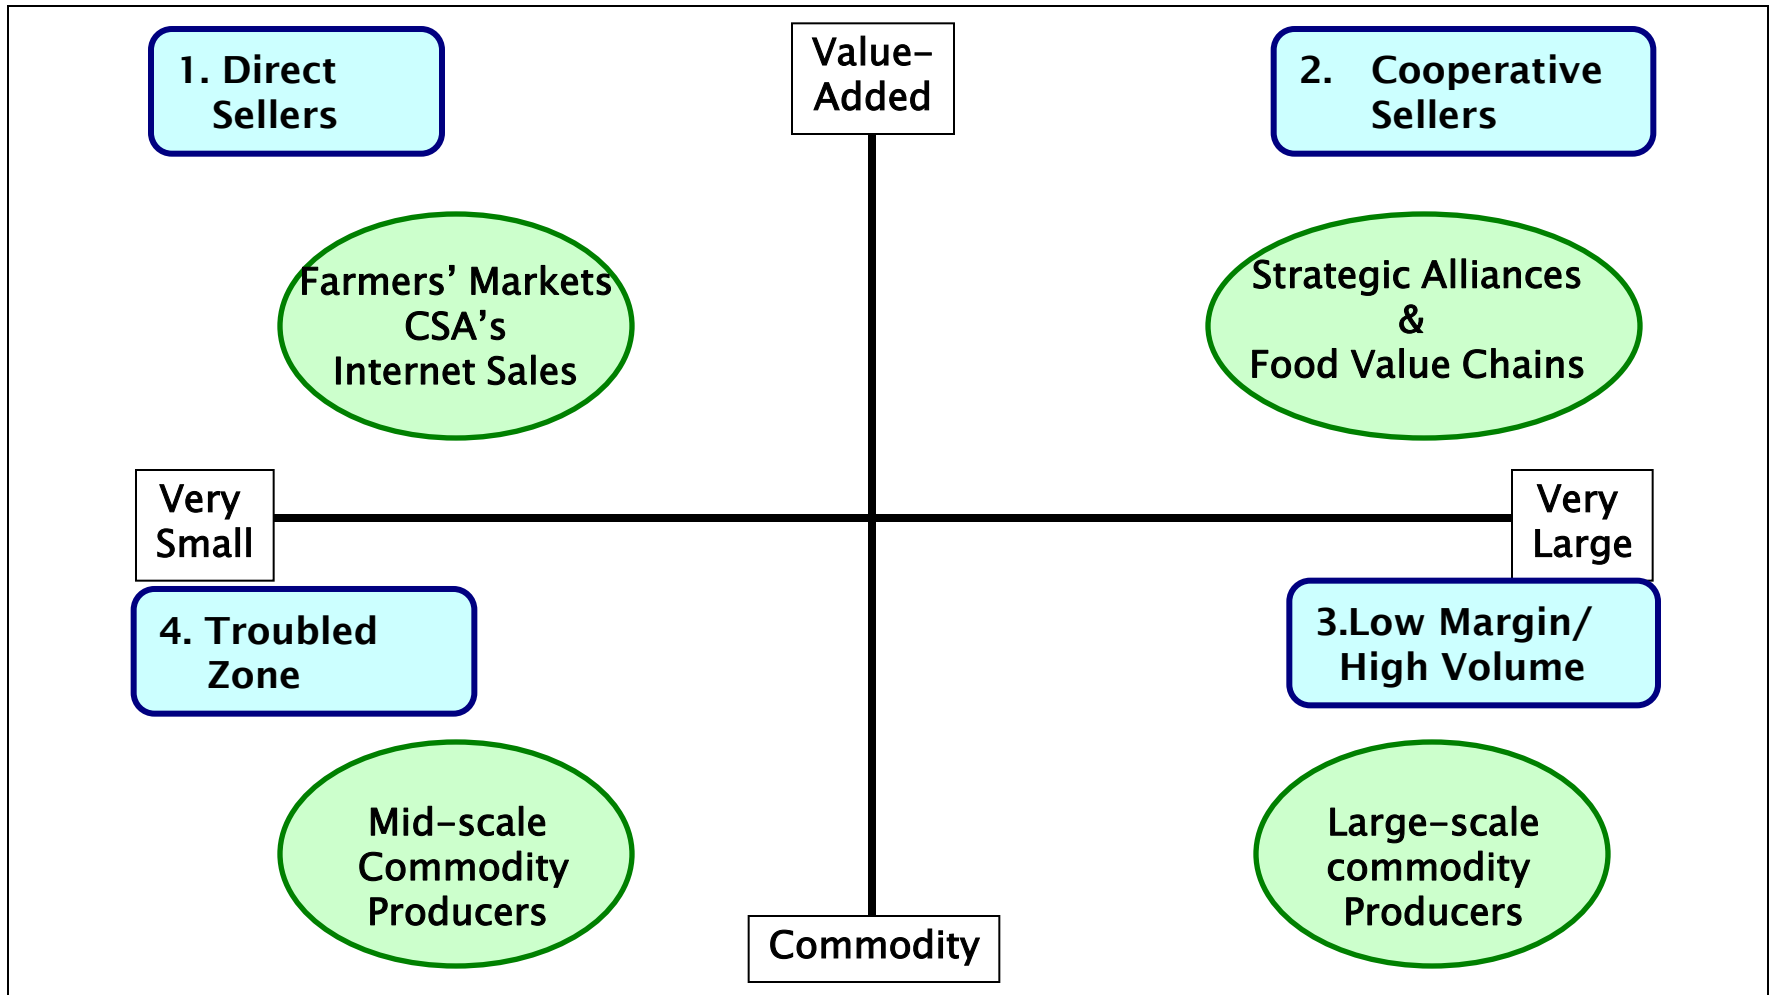 1. Direct
Sellers
Value-
Added
2. Cooperative
Sellers
Farmers’ Markets
CSA’s
Internet Sales
Strategic Alliances
&
Food Value Chains
Very
Small
Very
Large
4. Troubled
Zone
3.Low Margin/
High Volume
Mid-scale
Commodity
Producers
Large-scale
commodity
Producers
Commodity